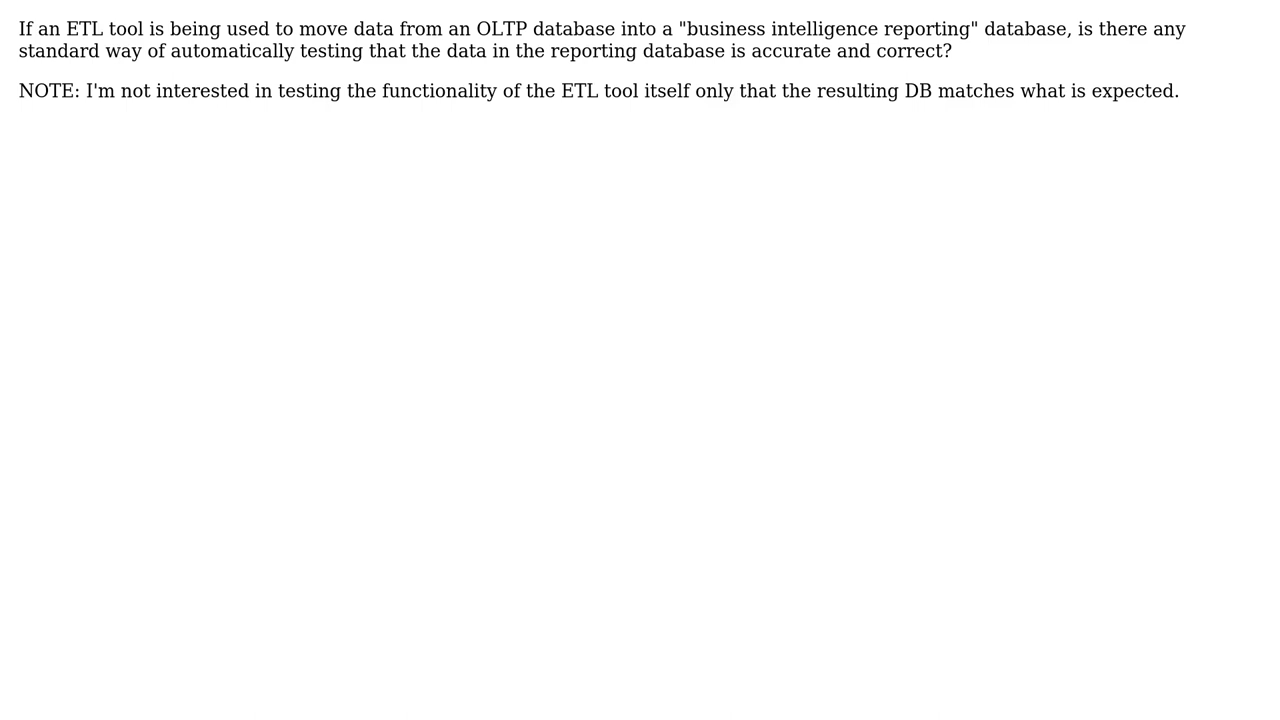 If an ETL tool is being used to move data from an OLTP database into a "business intelligence reporting" database, is there any
standard way of automatically testing that the data in the reporting database is accurate and correct?
NOTE: I'm not interested in testing the functionality of the ETL tool itself only that the resulting DB matches what is expected.